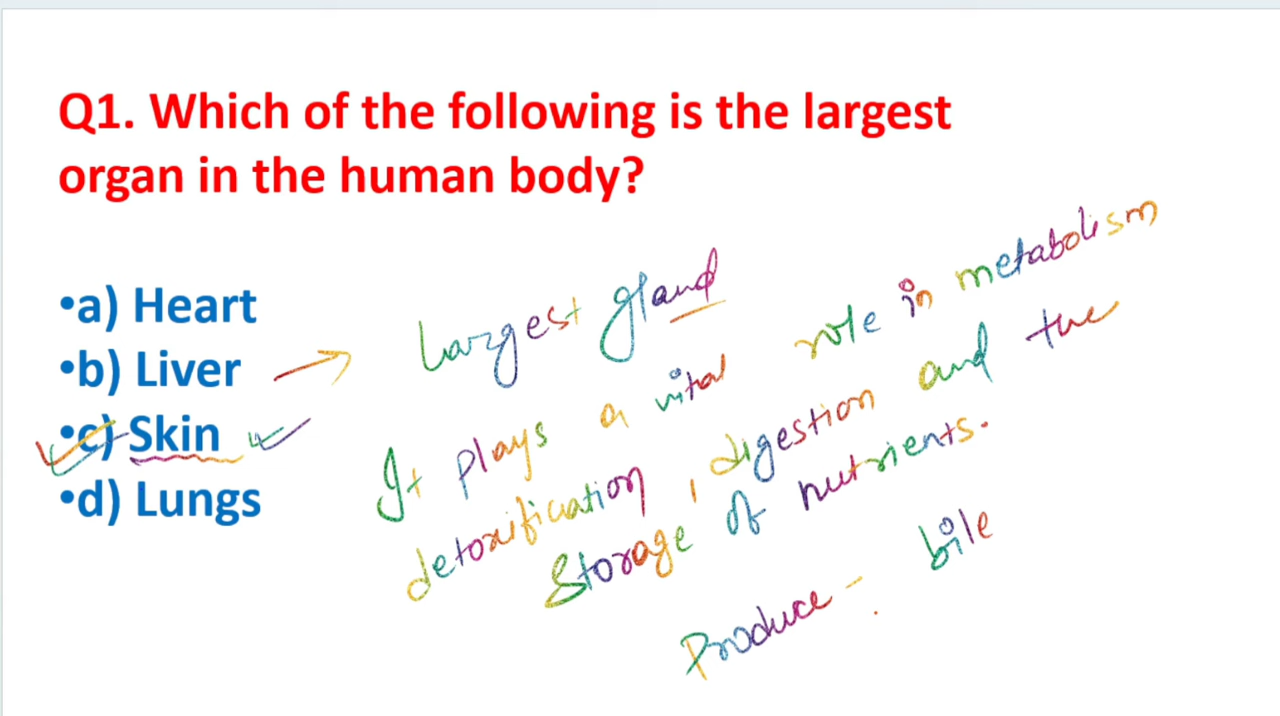 Q1. Which of the following is the largest
organ in the human body?
•a) Heart
•b) Liver
•c) Skin
•d) Lungs
Largest gland
It plays a vital role in metabolism
detoxification, digestion and the
Storage of nutrients.
Produce - bile